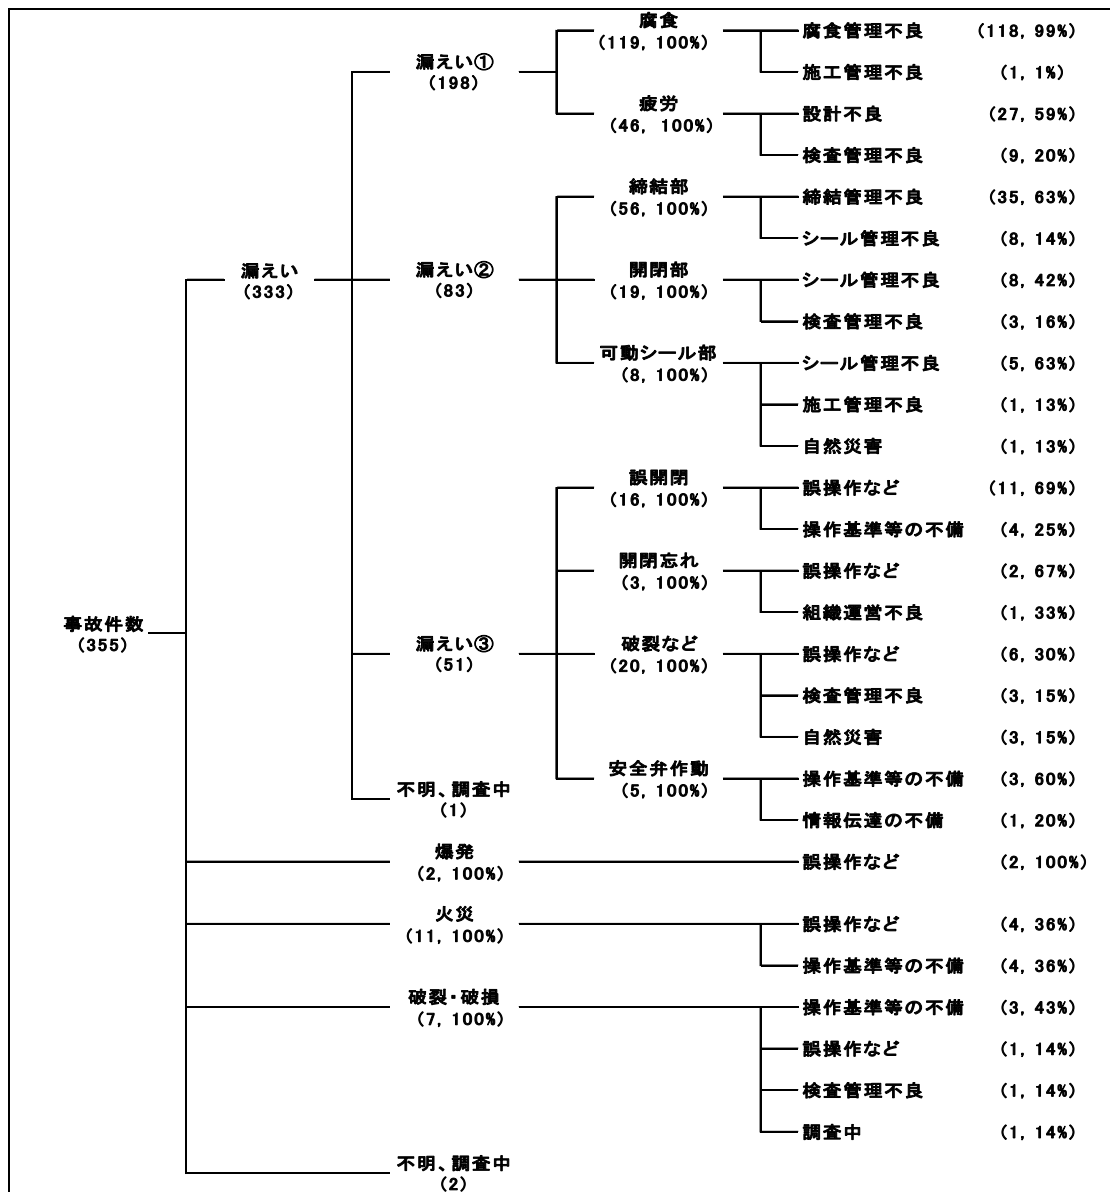 腐食
(119, 100%)
腐食管理不良 (118, 99%)
施工管理不良 (1, 1%)
漏えい①
(198)
疲労
(46, 100%)
設計不良 (27, 59%)
検査管理不良 (9, 20%)
締結部
(56, 100%)
締結管理不良 (35, 63%)
シール管理不良 (8, 14%)
漏えい
(333)
漏えい②
(83)
開閉部
(19, 100%)
シール管理不良 (8, 42%)
検査管理不良 (3, 16%)
可動シール部
(8, 100%)
シール管理不良 (5, 63%)
施工管理不良 (1, 13%)
自然災害 (1, 13%)
誤開閉
(16, 100%)
誤操作など (11, 69%)
操作基準等の不備 (4, 25%)
開閉忘れ
(3, 100%)
誤操作など (2, 67%)
組織運営不良 (1, 33%)
事故件数
(355)
漏えい③
(51)
破裂など
(20, 100%)
誤操作など (6, 30%)
検査管理不良 (3, 15%)
自然災害 (3, 15%)
安全弁作動
(5, 100%)
操作基準等の不備 (3, 60%)
情報伝達の不備 (1, 20%)
不明、調査中
(1)
爆発
(2, 100%)
誤操作など (2, 100%)
火災
(11, 100%)
誤操作など (4, 36%)
操作基準等の不備 (4, 36%)
破裂・破損
(7, 100%)
操作基準等の不備 (3, 43%)
誤操作など (1, 14%)
検査管理不良 (1, 14%)
調査中 (1, 14%)
不明、調査中
(2)